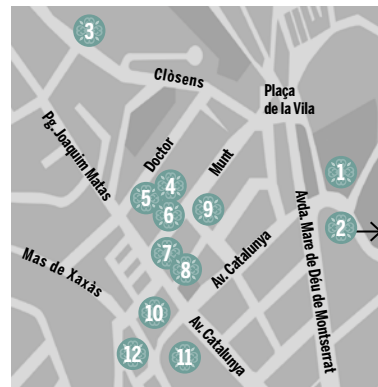 3
Clòsens
Plaça
de la Vila
Pg. Joaquim Matas
Doctor
Munt
1
4
5
6
9
Avda. Mare de Déu de Montserrat
2
7
8
Av. Catalunya
Mas de Xaxàs
10
Av. Catalunya
12
11